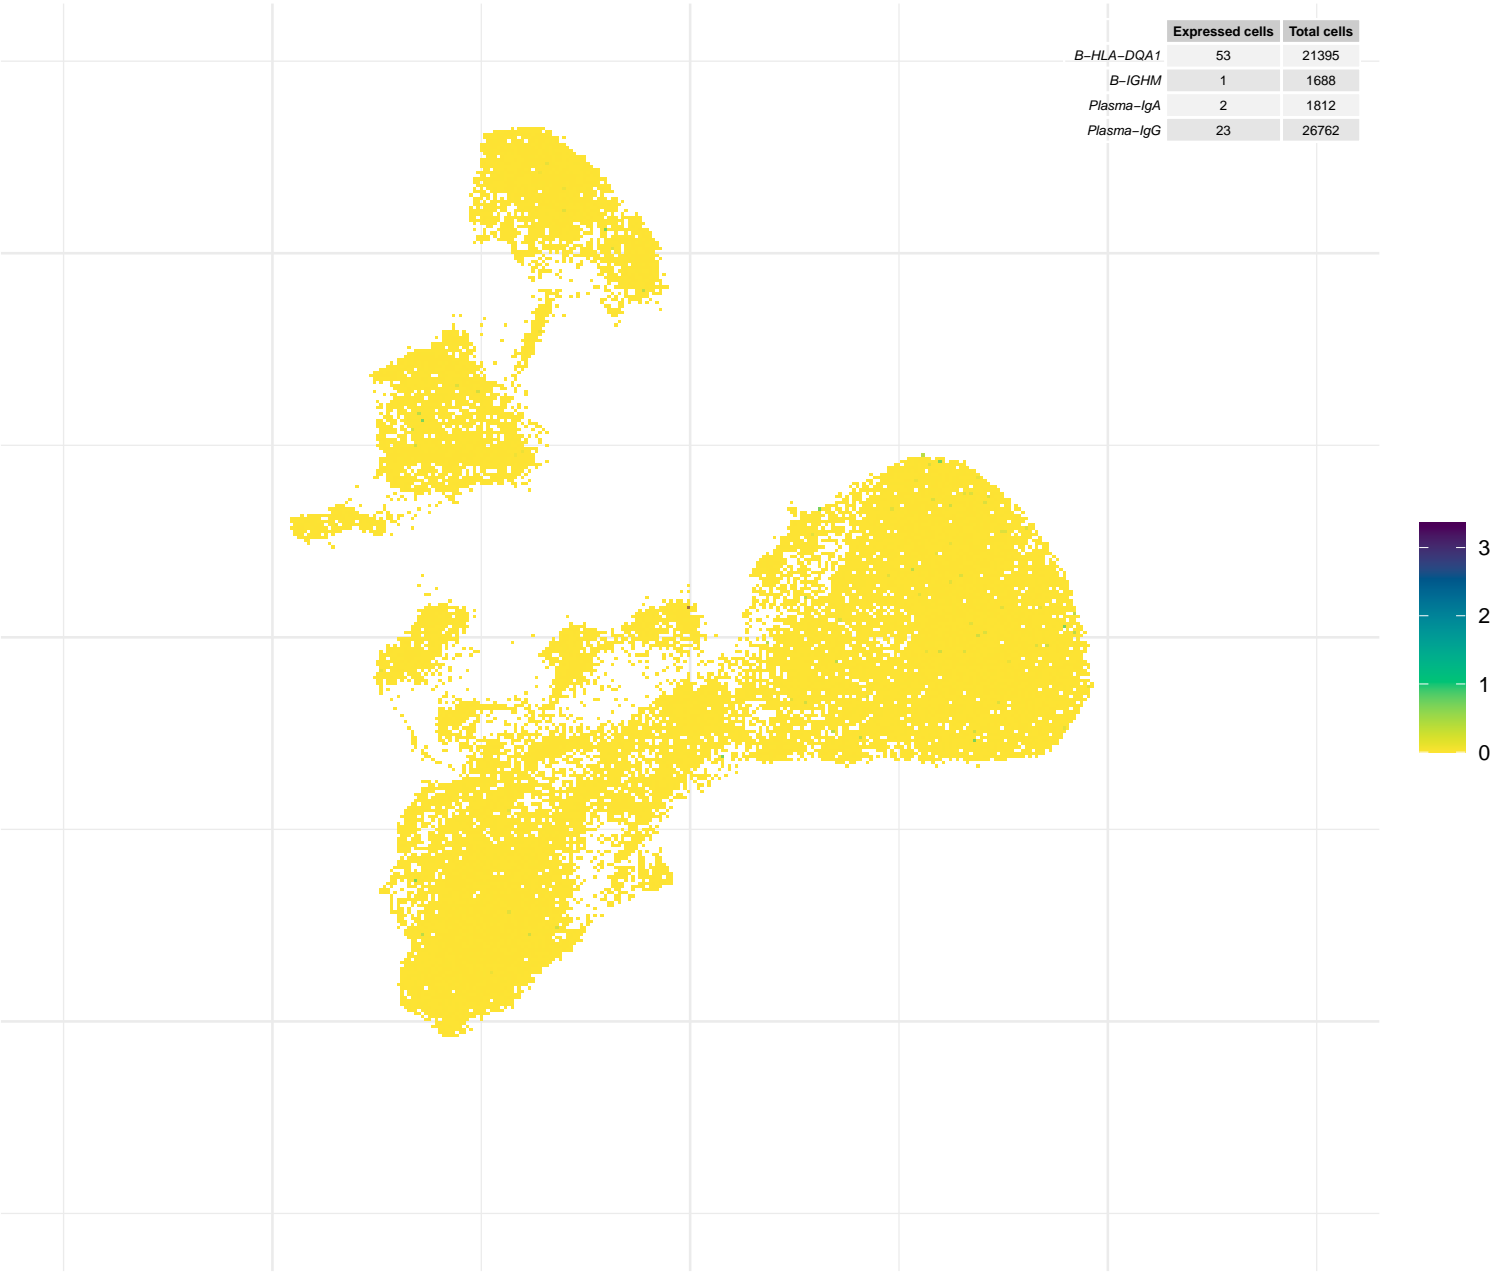 Expressed cells Total cells
B−HLA−DQA1 53 21395
B−IGHM 1 1688
Plasma−IgA 2 1812
Plasma−IgG 23 26762
3
2
1
0